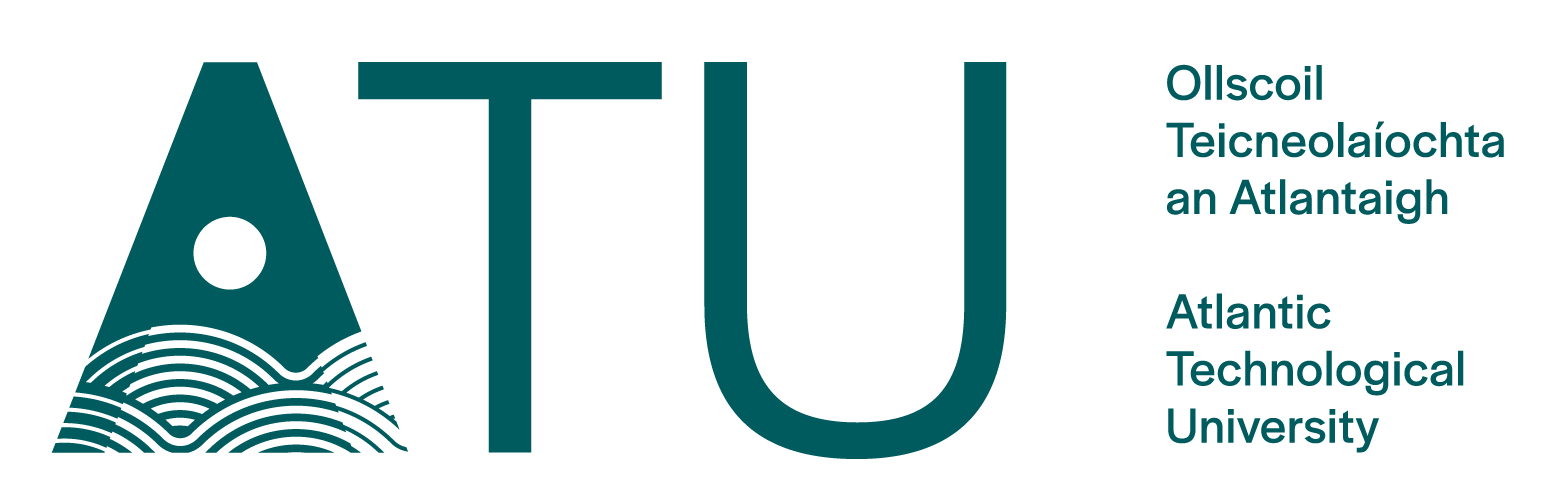 ATU
Ollscoil
Teicneolaíochta
an Atlantaigh
Atlantic
Technological
University